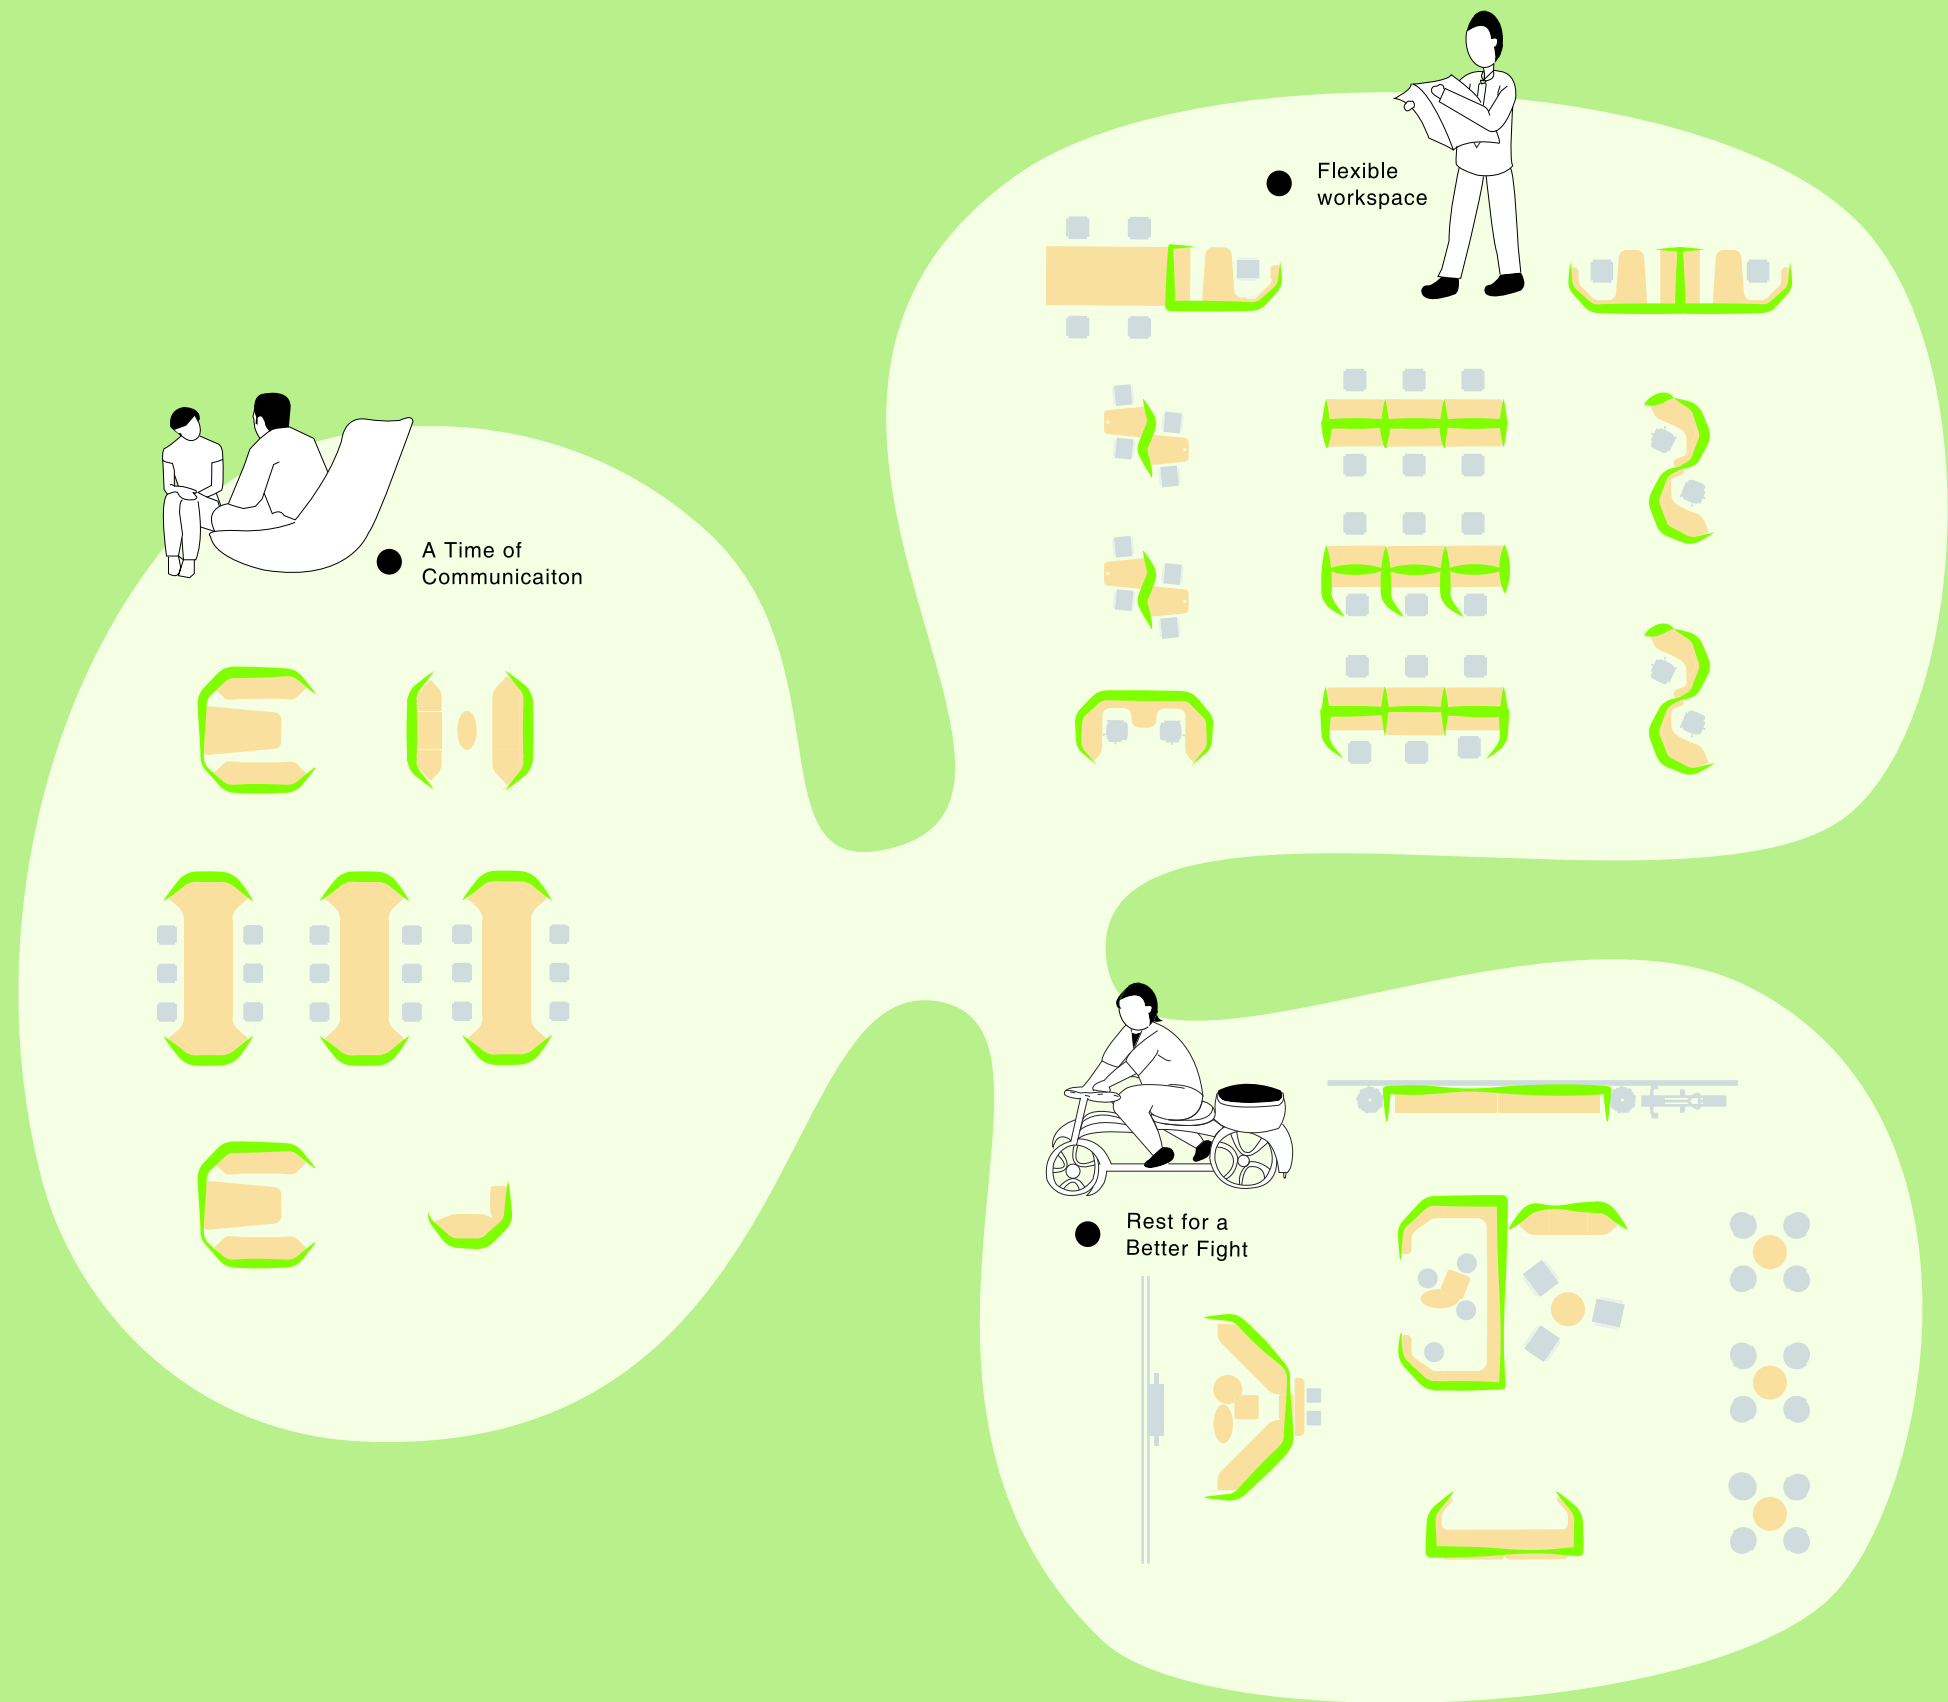 Flexible
workspace
A Time of
Communicaiton
Rest for a
Better Fight